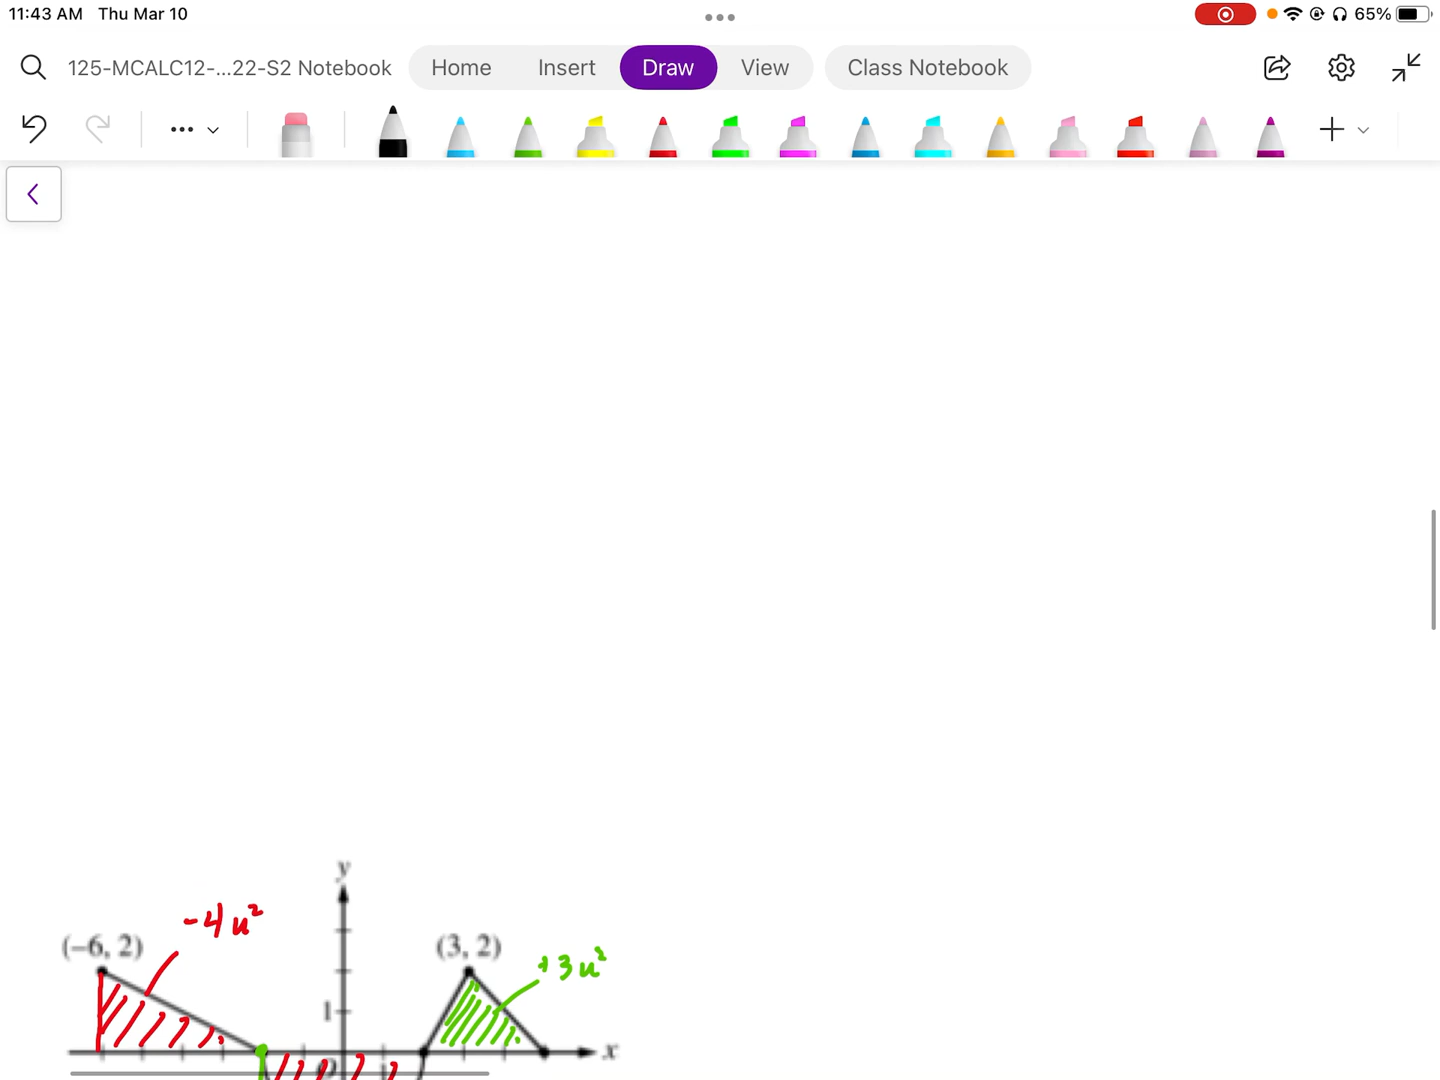 11:43 AM Thu Mar 10
65%
125-MCALC12-...22-S2 Notebook
Home
Insert
Draw
View
Class Notebook
y
-4u²
(−6, 2)
(3, 2)
+3u²
1
x